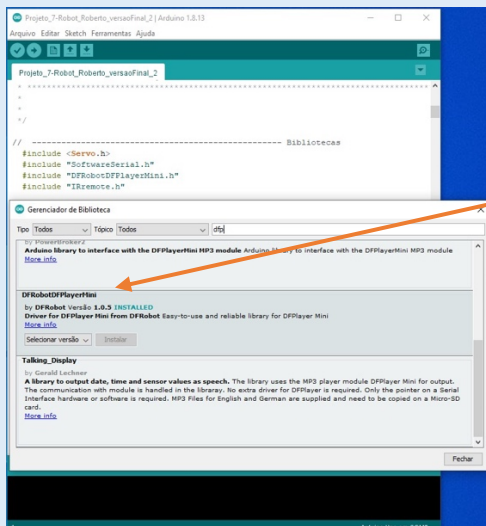 Projeto_7-Robot_Roberto_versaoFinal_2 | Arduino 1.8.13
Arquivo Editar Sketch Ferramentas Ajuda
Projeto_7-Robot_Roberto_versaoFinal_2
*/
// -------------------------------------------------- Bibliotecas
#include <Servo.h>
#include "SoftwareSerial.h"
#include "DFRobotDFPlayerMini.h"
#include "IRremote.h"
Gerenciador de Biblioteca
Tipo Todos Tópico Todos dfp
by PowerBroker2
Arduino library to interface with the DFPlayerMini MP3 module Arduino library to interface with the DFPlayerMini MP3 module
More info
DFRobotDFPlayerMini
by DFRobot Versão 1.0.5 INSTALLED
Driver for DFPlayer Mini from DFRobot Easy-to-use and reliable library for DFPlayer Mini
More info
Selecionar versão Instalar
Talking_Display
by Gerald Lechner
A library to output date, time and sensor values as speech. The library uses the MP3 player module DFPlayer Mini for output.
The communication with module is handled in the libraray. No extra driver for DFPlayer is required. Only the pointer on a Serial
Interface hardware or software is required. MP3 Files for English and German are supplied and need to be copied on a Micro-SD
card.
More info
Fechar